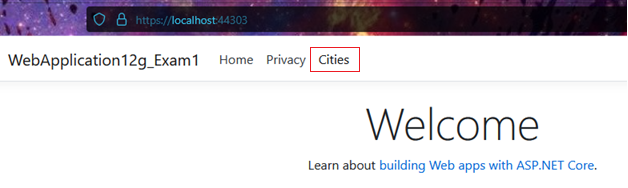 https://localhost:44303
WebApplication12g_Exam1 Home Privacy Cities
Welcome
Learn about building Web apps with ASP.NET Core.